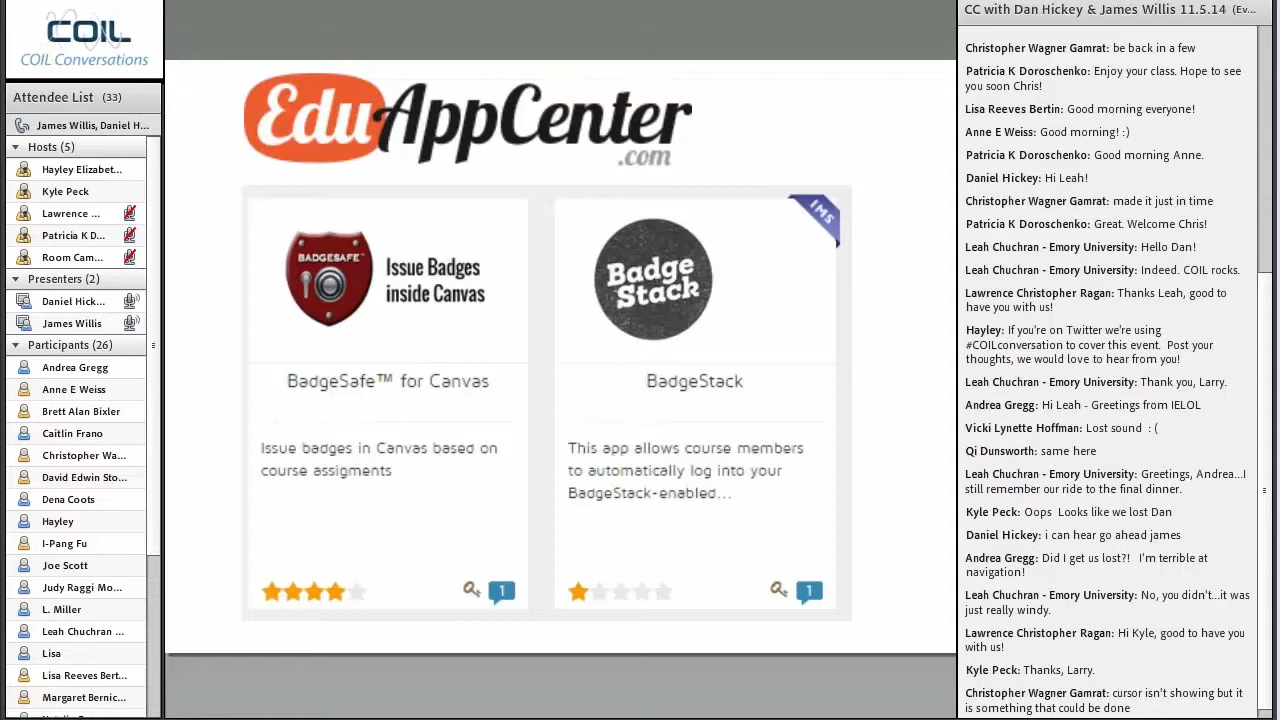 COIL
COIL Conversations
Attendee List (33)
James Willis, Daniel H...
Hosts (5)
Hayley Elizabet...
Kyle Peck
Lawrence ...
Patricia K D...
Room Cam...
Presenters (2)
Daniel Hick...
James Willis
Participants (26)
Andrea Gregg
Anne E Weiss
Brett Alan Bixler
Caitlin Frano
Christopher Wa...
David Edwin Sto...
Dena Coots
Hayley
I-Pang Fu
Joe Scott
Judy Raggi Mo...
L. Miller
Leah Chuchran ...
Lisa
Lisa Reeves Bert...
Margaret Bernic...
EduAppCenter
.com
BADGESAFE
Issue Badges
inside Canvas
BadgeSafe™ for Canvas
Issue badges in Canvas based on
course assigments
1
IMS
Badge
Stack
BadgeStack
This app allows course members
to automatically log into your
BadgeStack-enabled...
1
CC with Dan Hickey & James Willis 11.5.14 (Ev...
Christopher Wagner Gamrat: be back in a few
Patricia K Doroschenko: Enjoy your class. Hope to see
you soon Chris!
Lisa Reeves Bertin: Good morning everyone!
Anne E Weiss: Good morning! :)
Patricia K Doroschenko: Good morning Anne.
Daniel Hickey: Hi Leah!
Christopher Wagner Gamrat: made it just in time
Patricia K Doroschenko: Great. Welcome Chris!
Leah Chuchran - Emory University: Hello Dan!
Leah Chuchran - Emory University: Indeed. COIL rocks.
Lawrence Christopher Ragan: Thanks Leah, good to
have you with us!
Hayley: If you're on Twitter we're using
#COILconversation to cover this event. Post your
thoughts, we would love to hear from you!
Leah Chuchran - Emory University: Thank you, Larry.
Andrea Gregg: Hi Leah - Greetings from IELOL
Vicki Lynette Hoffman: Lost sound : (
Qi Dunsworth: same here
Leah Chuchran - Emory University: Greetings, Andrea...I
still remember our ride to the final dinner.
Kyle Peck: Oops Looks like we lost Dan
Daniel Hickey: i can hear go ahead james
Andrea Gregg: Did I get us lost?! I'm terrible at
navigation!
Leah Chuchran - Emory University: No, you didn't...it was
just really windy.
Lawrence Christopher Ragan: Hi Kyle, good to have you
with us!
Kyle Peck: Thanks, Larry.
Christopher Wagner Gamrat: cursor isn't showing but it
is something that could be done